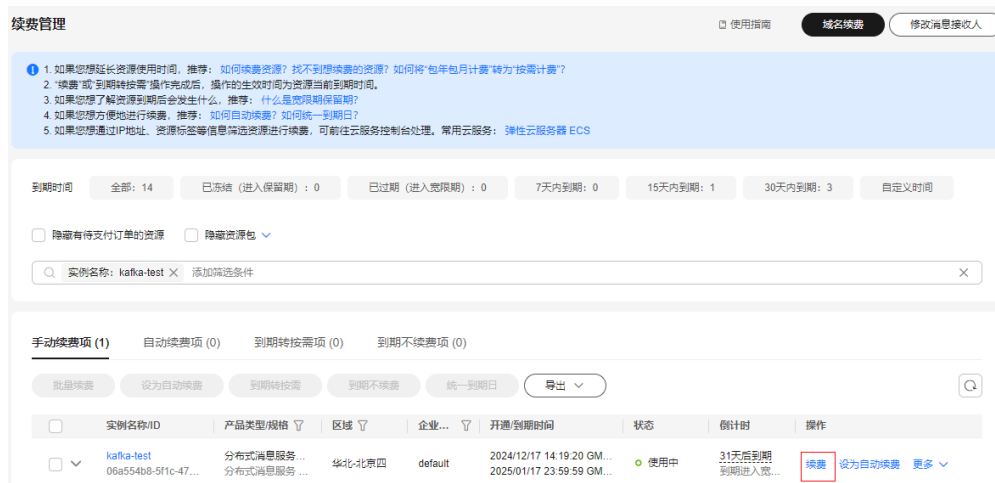 续费管理
使用指南
域名续费
修改消息接收人
1. 如果您想延长资源使用时间，推荐： 如何续费资源？找不到想续费的资源？如何将“包年包月计费”转为“按需计费”？
2. “续费”或“到期转按需”操作完成后，操作的生效时间为资源当前到期时间。
3. 如果您想了解资源到期后会发生什么，推荐： 什么是宽限期保留期？
4. 如果您想方便地进行续费，推荐： 如何自动续费？如何统一到期日？
5. 如果您想通过IP地址、资源标签等信息筛选资源进行续费，可前往云服务控制台处理。常用云服务： 弹性云服务器 ECS
到期时间 全部：14 已冻结（进入保留期）：0 已过期（进入宽限期）：0 7天内到期：0 15天内到期：1 30天内到期：3 自定义时间
隐藏有待支付订单的资源 隐藏资源包
实例名称：kafka-test 添加筛选条件
手动续费项 (1) 自动续费项 (0) 到期转按需项 (0) 到期不续费项 (0)
批量续费 设为自动续费 到期转按需 到期不续费 统一到期日 导出
实例名称/ID 产品类型/规格 区域 企业... 开通/到期时间 状态 倒计时 操作
kafka-test 分布式消息服务... 华北-北京四 default 2024/12/17 14:19:20 GM... 使用中 31天后到期 续费 设为自动续费 更多
06a554b8-5f1c-47... 分布式消息服务 ... 2025/01/17 23:59:59 GM... 到期进入宽...